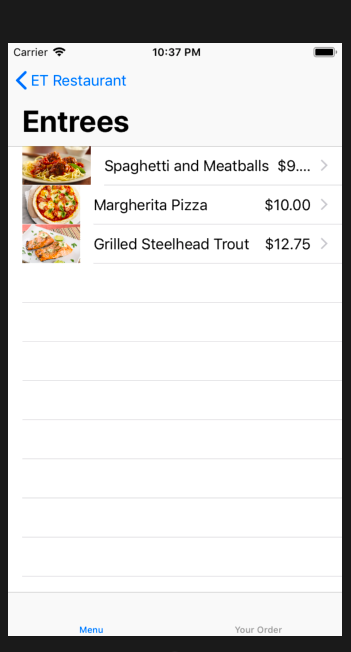 Carrier 10:37 PM
ET Restaurant
Entrees
Spaghetti and Meatballs $9....
Margherita Pizza $10.00
Grilled Steelhead Trout $12.75
Menu Your Order